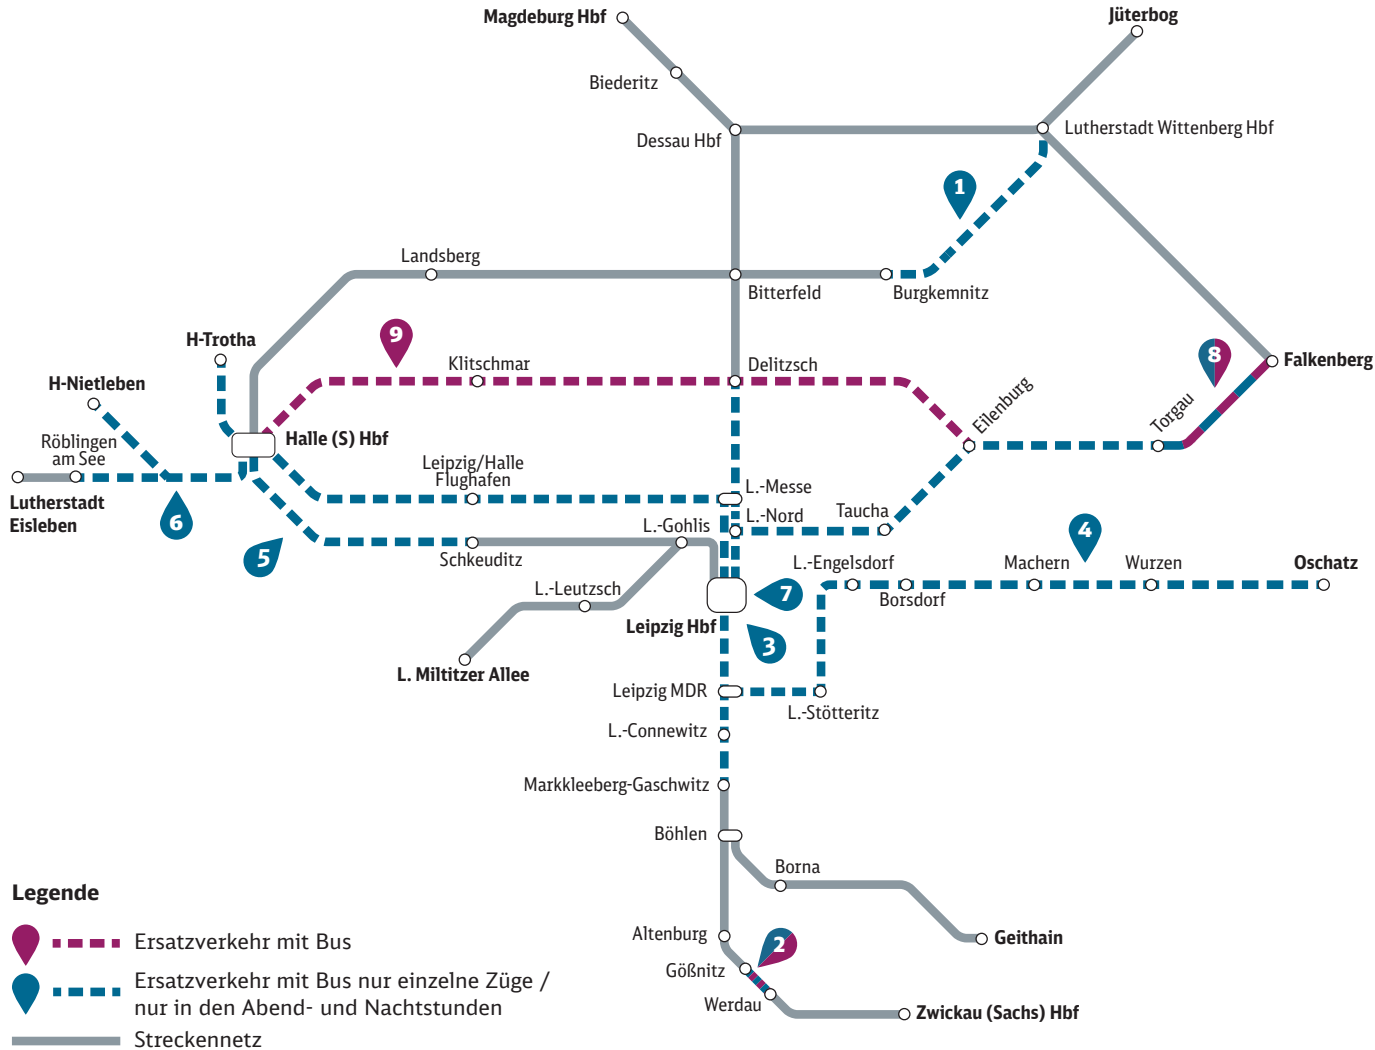 Magdeburg Hbf
Jüterbog
Biederitz
Dessau Hbf
Lutherstadt Wittenberg Hbf
1
Landsberg
Bitterfeld
Burgkemnitz
H-Trotha
9
Klitschmar
Delitzsch
8
Falkenberg
H-Nietleben
Eilenburg
Torgau
Röblingen
am See
Halle (S) Hbf
Leipzig/Halle
Flughafen
L.-Messe
Lutherstadt
Eisleben
6
L.-Nord
Taucha
5
Schkeuditz
L.-Gohlis
4
L.-Engelsdorf
Borsdorf
Machern
Wurzen
Oschatz
L.-Leutzsch
7
Leipzig Hbf
3
L. Miltitzer Allee
Leipzig MDR
L.-Stötteritz
L.-Connewitz
Markkleeberg-Gaschwitz
Böhlen
Borna
Altenburg
2
Geithain
Gößnitz
Werdau
Zwickau (Sachs) Hbf
Legende
Ersatzverkehr mit Bus
Ersatzverkehr mit Bus nur einzelne Züge /
nur in den Abend- und Nachtstunden
Streckennetz